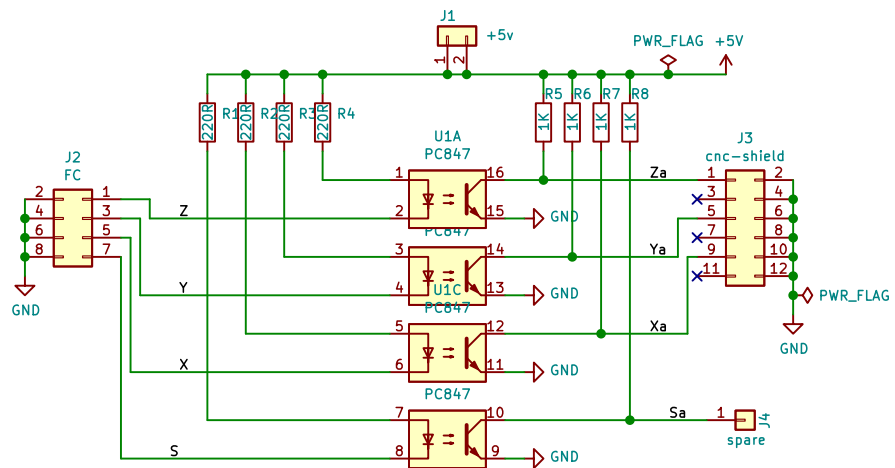 J1
+5v
1
2
PWR_FLAG
+5V
220R
R1
220R
R2
220R
R3
220R
R4
1K
R5
1K
R6
1K
R7
1K
R8
J2
FC
2
4
6
8
1
3
5
7
GND
Z
Y
X
S
U1A
PC847
1
2
16
15
GND
PC847
3
4
14
13
GND
U1C
PC847
5
6
12
11
GND
PC847
7
8
10
9
GND
Za
Ya
Xa
Sa
J3
cnc-shield
1
3
5
7
9
11
2
4
6
8
10
12
PWR_FLAG
GND
1
J4
spare